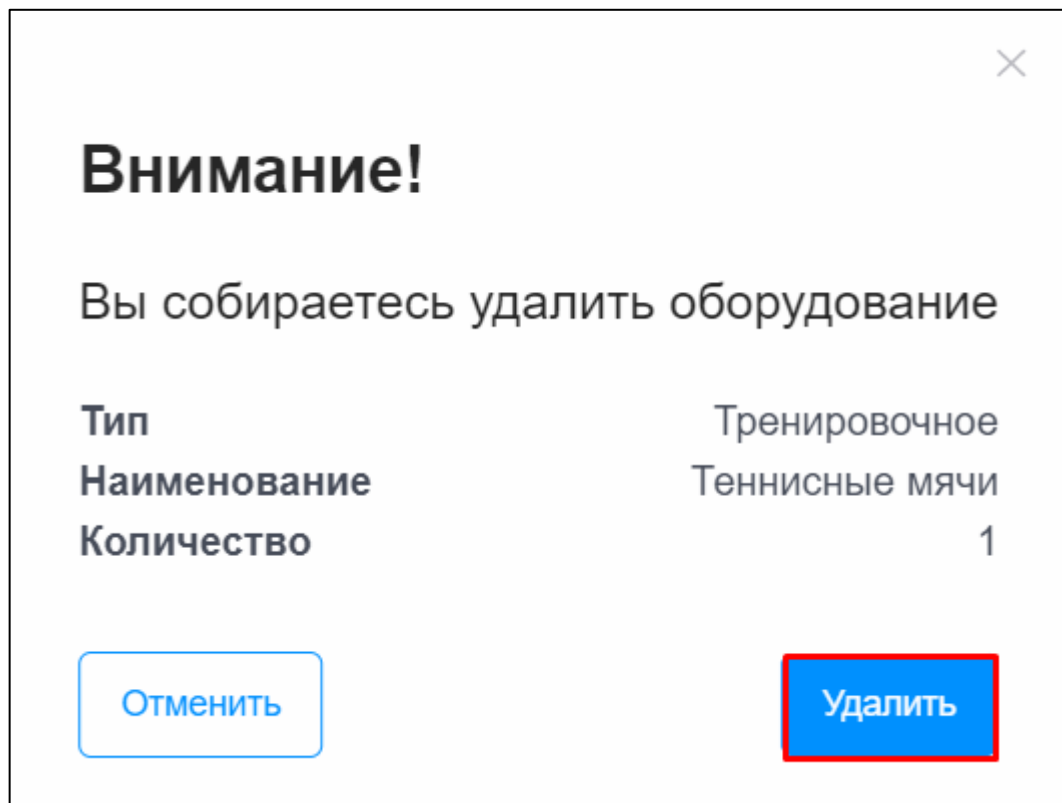 Внимание!
Вы собираетесь удалить оборудование
Тип Тренировочное
Наименование Теннисные мячи
Количество 1
Отменить Удалить